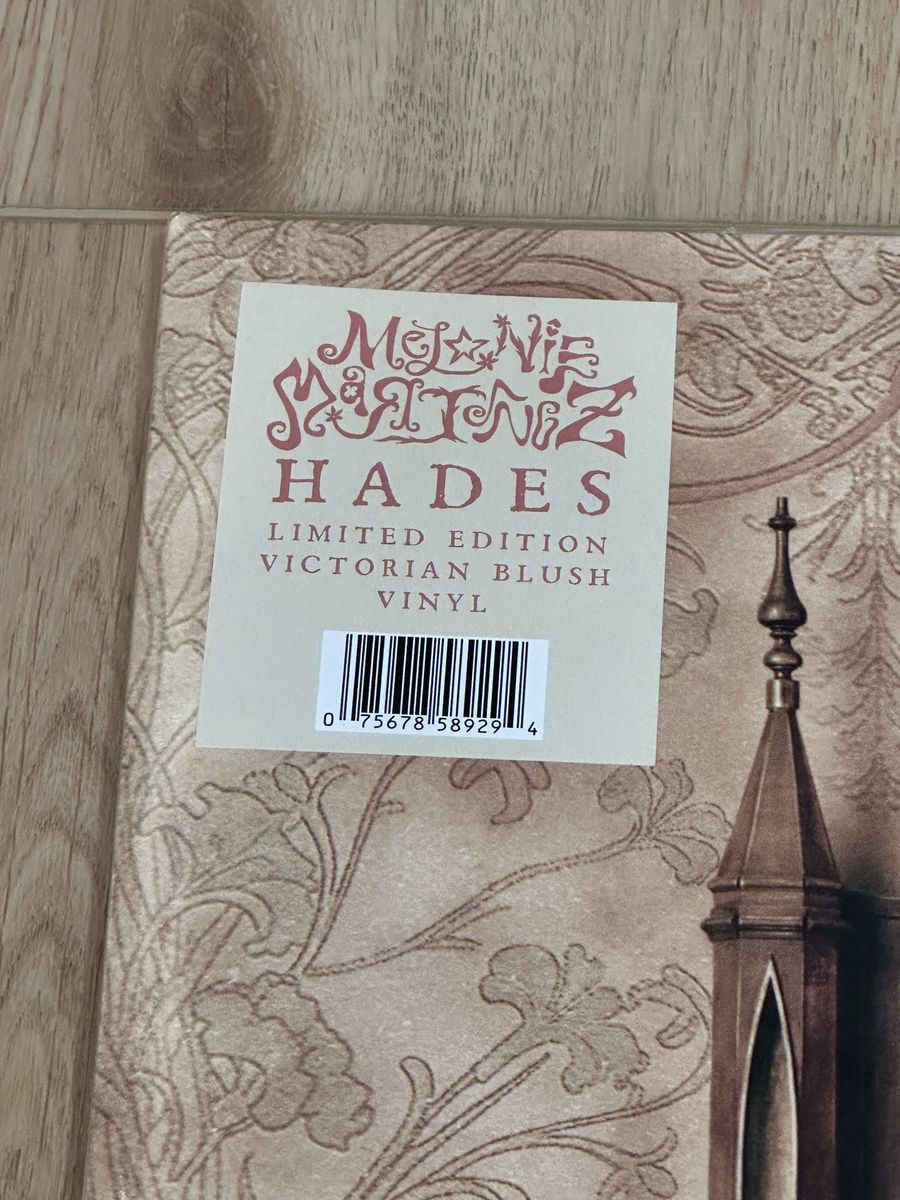 MELANIE
MARTINEZ
HADES
LIMITED EDITION
VICTORIAN BLUSH
VINYL
0 75678 58929 4